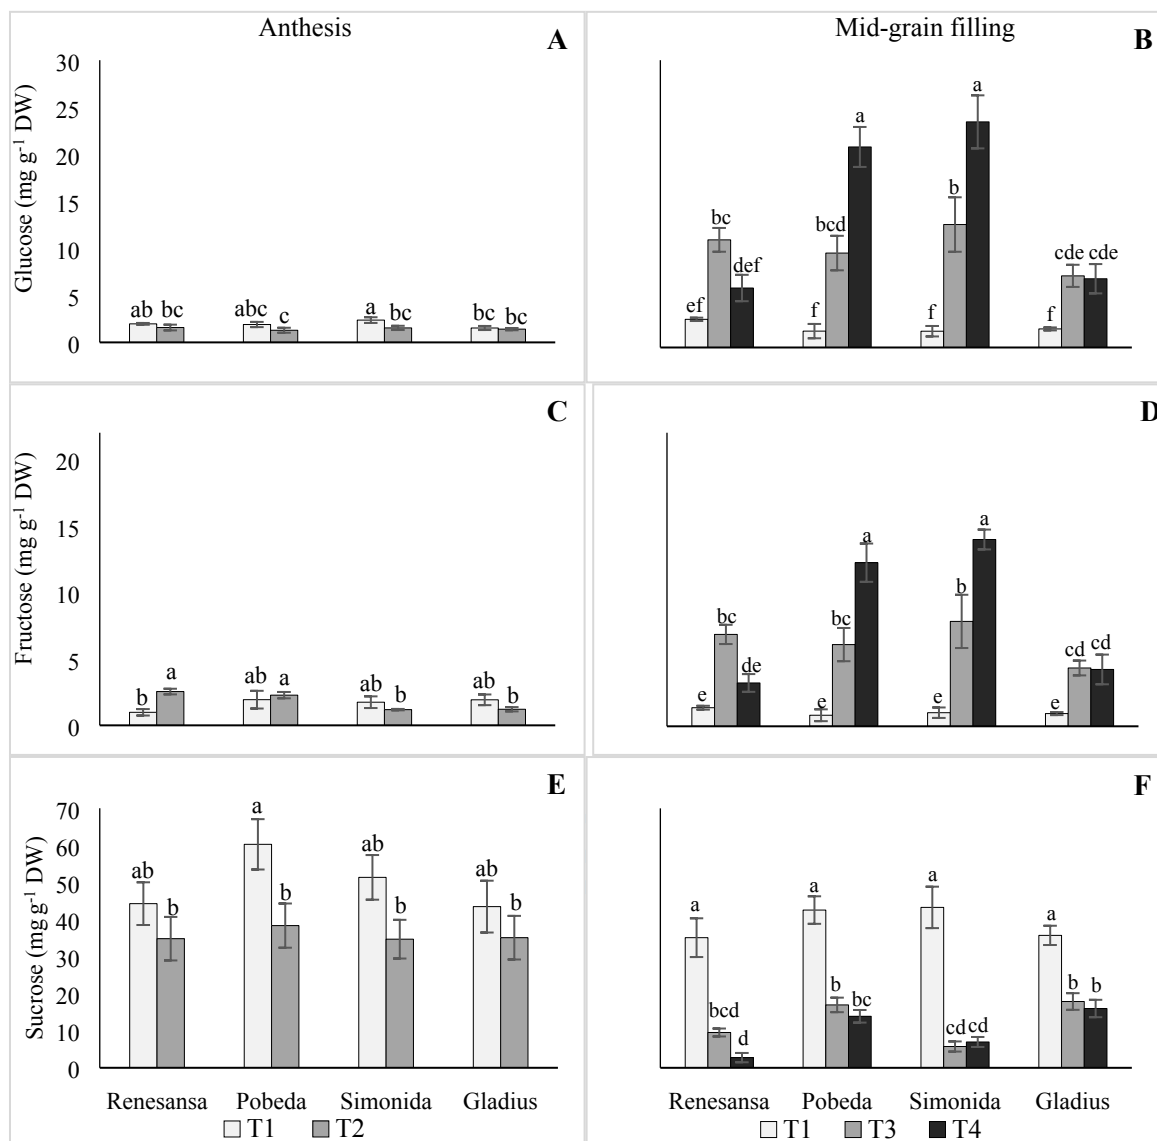 Anthesis
A
Mid-grain filling
B
Glucose (mg g⁻¹ DW)
30
25
20
15
10
5
0
ab bc abc c a bc bc bc
ef bc def f bcd a f b a f cde cde
C
D
Fructose (mg g⁻¹ DW)
20
15
10
5
0
b a ab a ab b ab b
e bc de e bc a e b a e cd cd
E
F
Sucrose (mg g⁻¹ DW)
70
60
50
40
30
20
10
0
ab b a b ab b ab b
a bcd d a b bc a cd cd a b b
Renesansa Pobeda Simonida Gladius
Renesansa Pobeda Simonida Gladius
T1 T2
T1 T3 T4